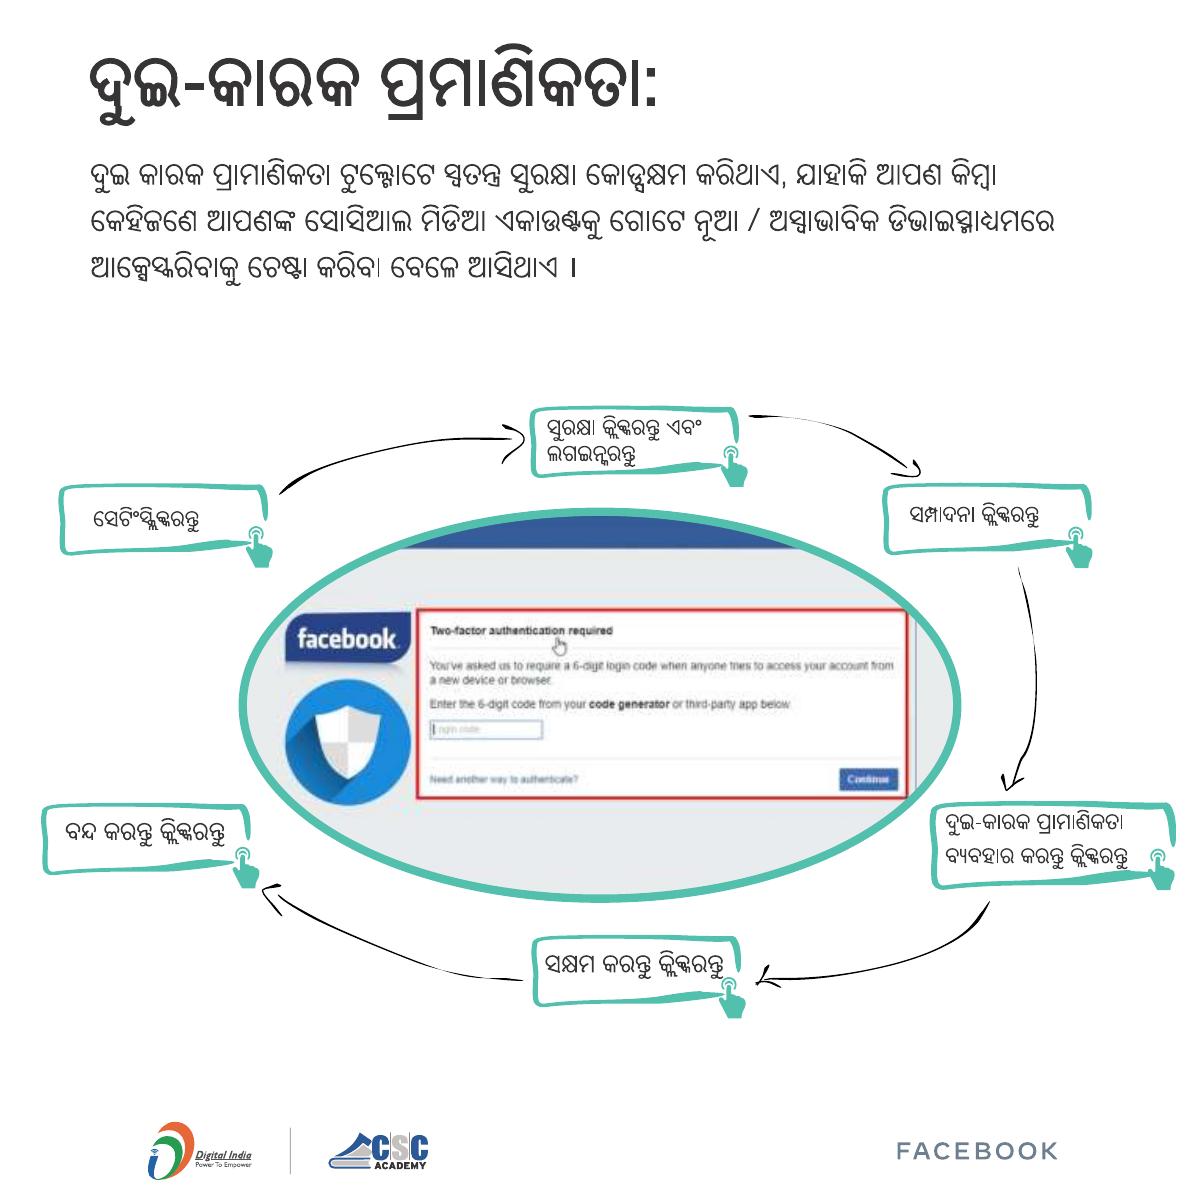 ଦୁଇ-କାରକ ପ୍ରମାଣିକତା:
ଦୁଇ କାରକ ପ୍ରାମାଣିକତା ଟୁଲ୍ଗୋଟେ ସ୍ୱତନ୍ତ୍ର ସୁରକ୍ଷା କୋଡ୍ସକ୍ଷମ କରିଥାଏ, ଯାହାକି ଆପଣ କିମ୍ବା
କେହିଜଣେ ଆପଣଙ୍କ ସୋସିଆଲ ମିଡିଆ ଏକାଉଣ୍ଟକୁ ଗୋଟେ ନୂଆ / ଅସ୍ୱାଭାବିକ ଡିଭାଇସ୍ମାଧ୍ୟମରେ
ଆକ୍ସେସ୍କରିବାକୁ ଚେଷ୍ଟା କରିବା ବେଳେ ଆସିଥାଏ ।
ସୁରକ୍ଷା କ୍ଲିକ୍କରନ୍ତୁ ଏବଂ
ଲଗଇନ୍କରନ୍ତୁ
ସେଟିଂସ୍କ୍ଲିକ୍କରନ୍ତୁ
ସମ୍ପାଦନା କ୍ଲିକ୍କରନ୍ତୁ
facebook
Two-factor authentication required
You've asked us to require a 6-digit login code when anyone tries to access your account from
a new device or browser.
Enter the 6-digit code from your code generator or third-party app below
Login code
Need another way to authenticate?
Continue
ବନ୍ଦ କରନ୍ତୁ କ୍ଲିକ୍କରନ୍ତୁ
ଦୁଇ-କାରକ ପ୍ରାମାଣିକତା
ବ୍ୟବହାର କରନ୍ତୁ କ୍ଲିକ୍କରନ୍ତୁ
ସକ୍ଷମ କରନ୍ତୁ କ୍ଲିକ୍କରନ୍ତୁ
Digital India
Power To Empower
CSC
ACADEMY
FACEBOOK